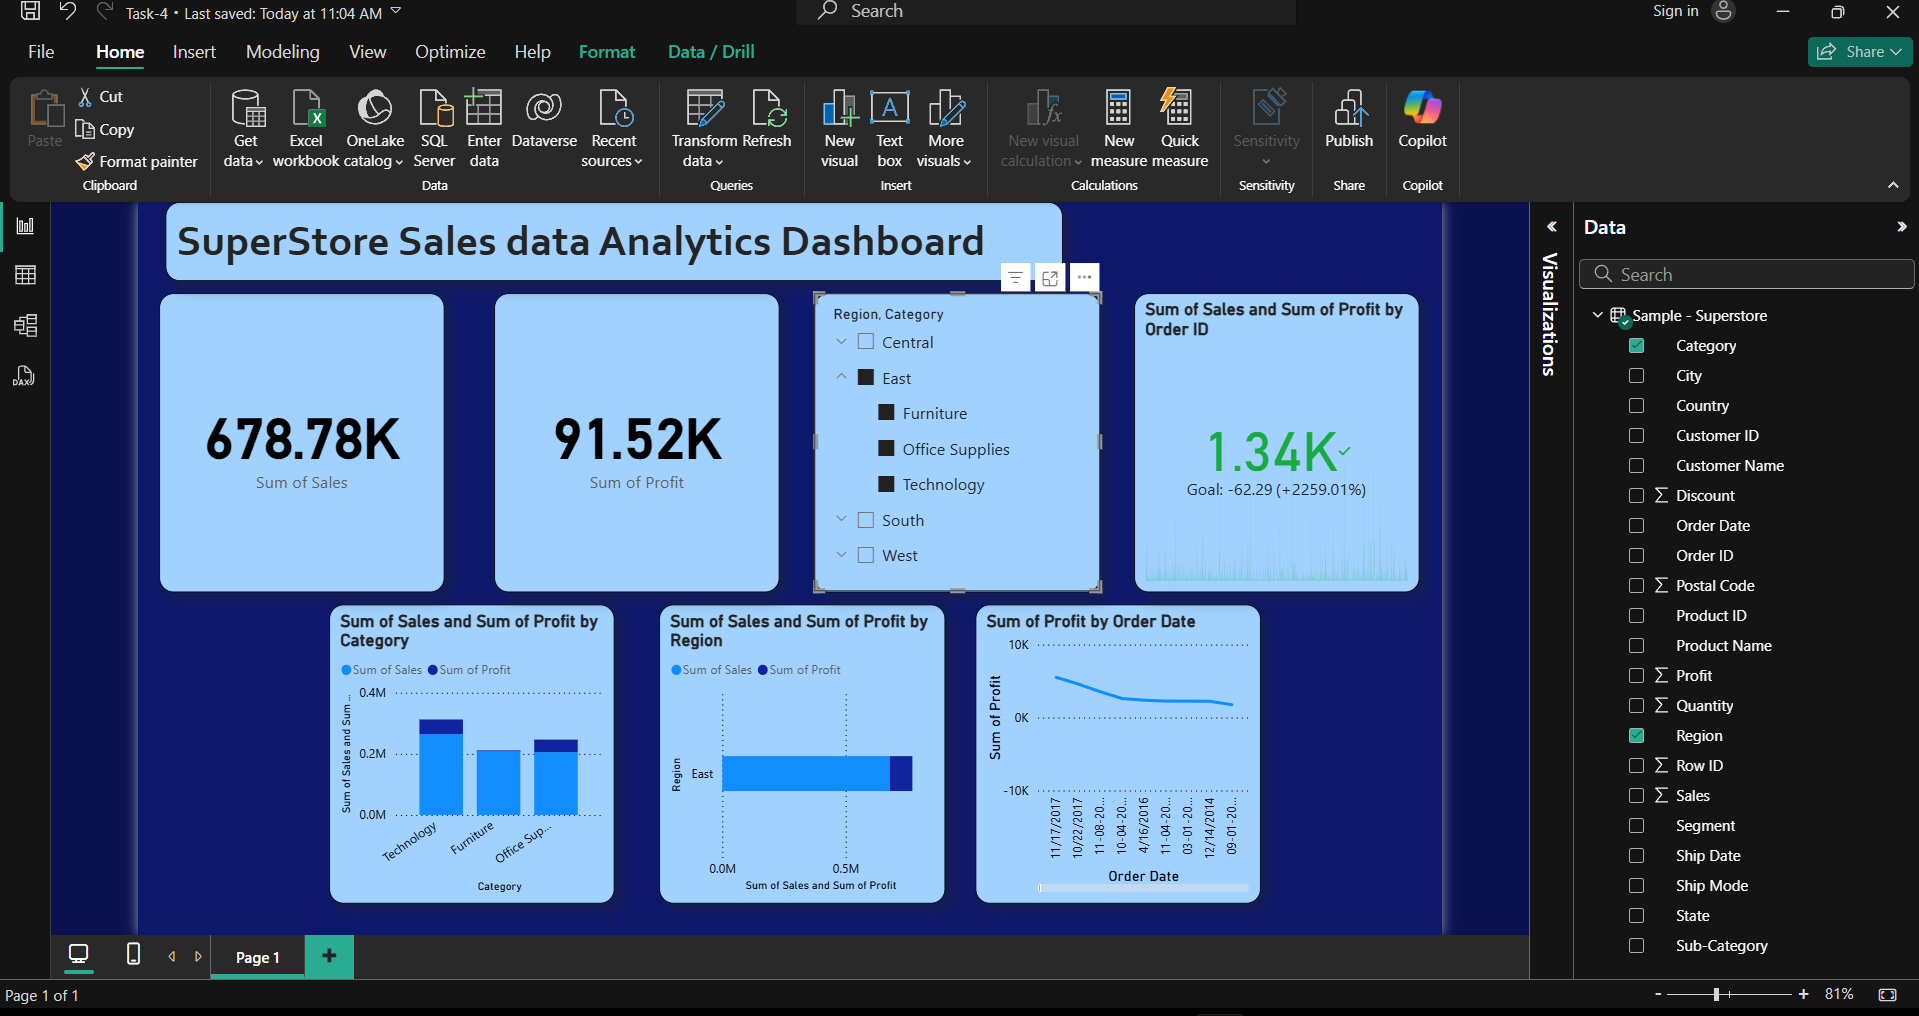 Task-4 • Last saved: Today at 11:04 AM
Search
Sign in
File Home Insert Modeling View Optimize Help Format Data / Drill
Share
Paste
Cut
Copy
Format painter
Clipboard
Get data
Excel workbook
OneLake catalog
SQL Server
Enter data
Dataverse
Recent sources
Data
Transform data
Refresh
Queries
New visual
Text box
More visuals
Insert
New visual calculation
New measure
Quick measure
Calculations
Sensitivity
Sensitivity
Publish
Share
Copilot
Copilot
DAX
SuperStore Sales data Analytics Dashboard
678.78K
Sum of Sales
91.52K
Sum of Profit
Region, Category
Central
East
Furniture
Office Supplies
Technology
South
West
Sum of Sales and Sum of Profit by
Order ID
1.34K
Goal: -62.29 (+2259.01%)
Sum of Sales and Sum of Profit by
Category
Sum of Sales Sum of Profit
Sum of Sales and Sum ...
0.4M
0.2M
0.0M
Technology
Furniture
Office Sup...
Category
Sum of Sales and Sum of Profit by
Region
Sum of Sales Sum of Profit
Region
East
0.0M
0.5M
Sum of Sales and Sum of Profit
Sum of Profit by Order Date
Sum of Profit
10K
0K
-10K
11/17/2017
10/22/2017
11-08-20...
10-04-20...
4/16/2016
11-04-20...
03-01-20...
12/14/2014
09-01-20...
Order Date
Visualizations
Data
Search
Sample - Superstore
Category
City
Country
Customer ID
Customer Name
∑ Discount
Order Date
Order ID
∑ Postal Code
Product ID
Product Name
∑ Profit
∑ Quantity
Region
∑ Row ID
∑ Sales
Segment
Ship Date
Ship Mode
State
Sub-Category
Page 1
+
Page 1 of 1
- + 81%